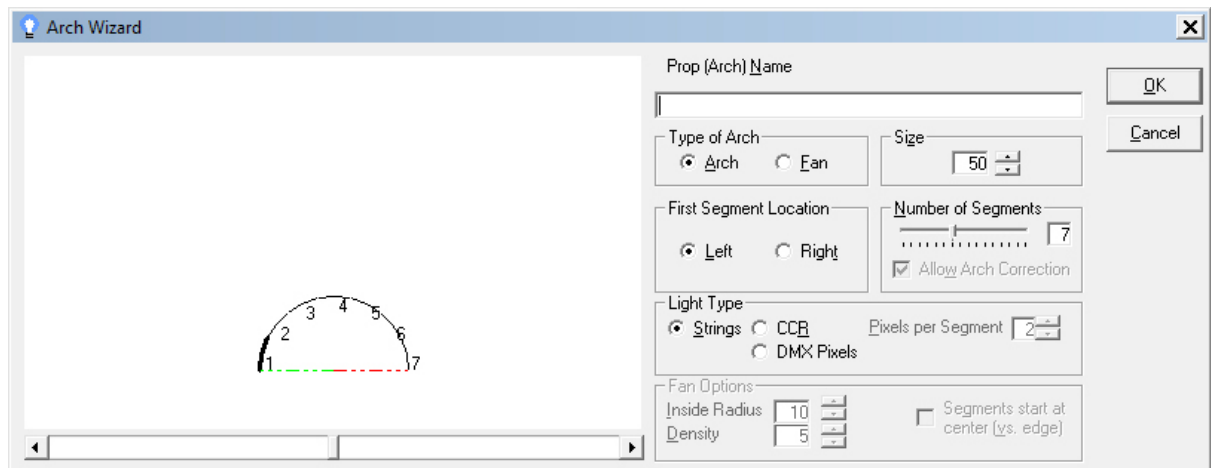 Arch Wizard
Prop (Arch) Name
OK
Cancel
Type of Arch
Arch Fan
Size
50
First Segment Location
Left Right
Number of Segments
7
Allow Arch Correction
Light Type
Strings CCR Pixels per Segment 2
DMX Pixels
Fan Options
Inside Radius 10
Density 5
Segments start at
center (vs. edge)
1 2 3 4 5 6 7